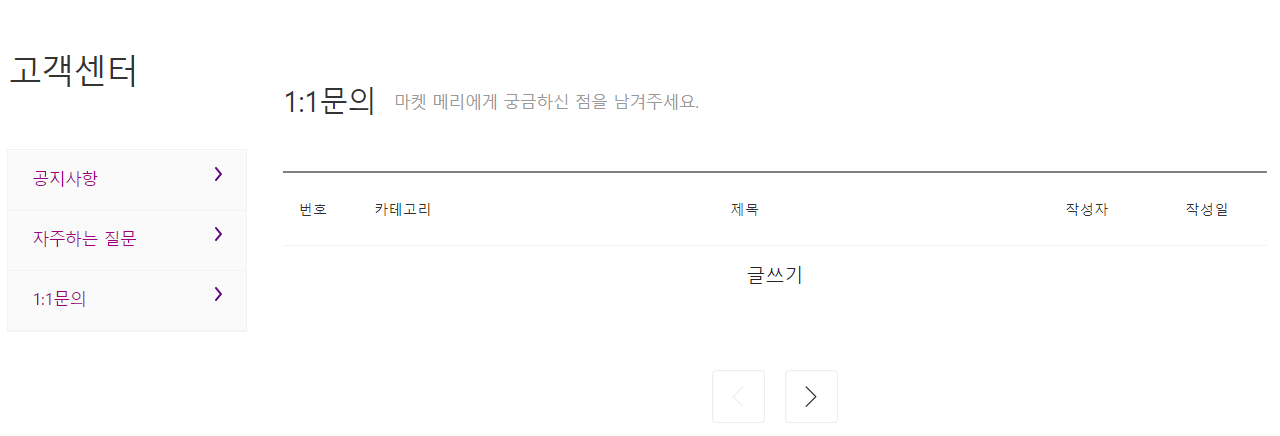 고객센터
공지사항
자주하는 질문
1:1문의
1:1문의 마켓 메리에게 궁금하신 점을 남겨주세요.
번호 카테고리 제목 작성자 작성일
글쓰기